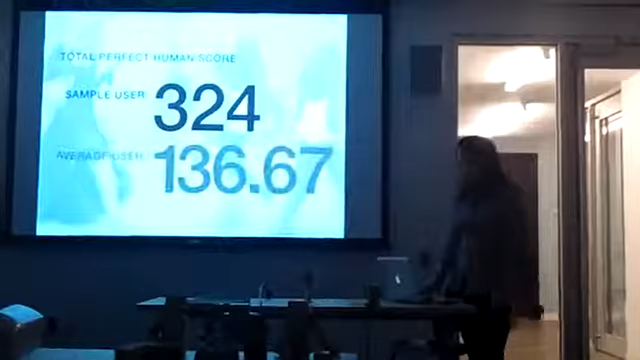 TOTAL PERFECT HUMAN SCORE
SAMPLE USER 324
AVERAGE USER 136.67